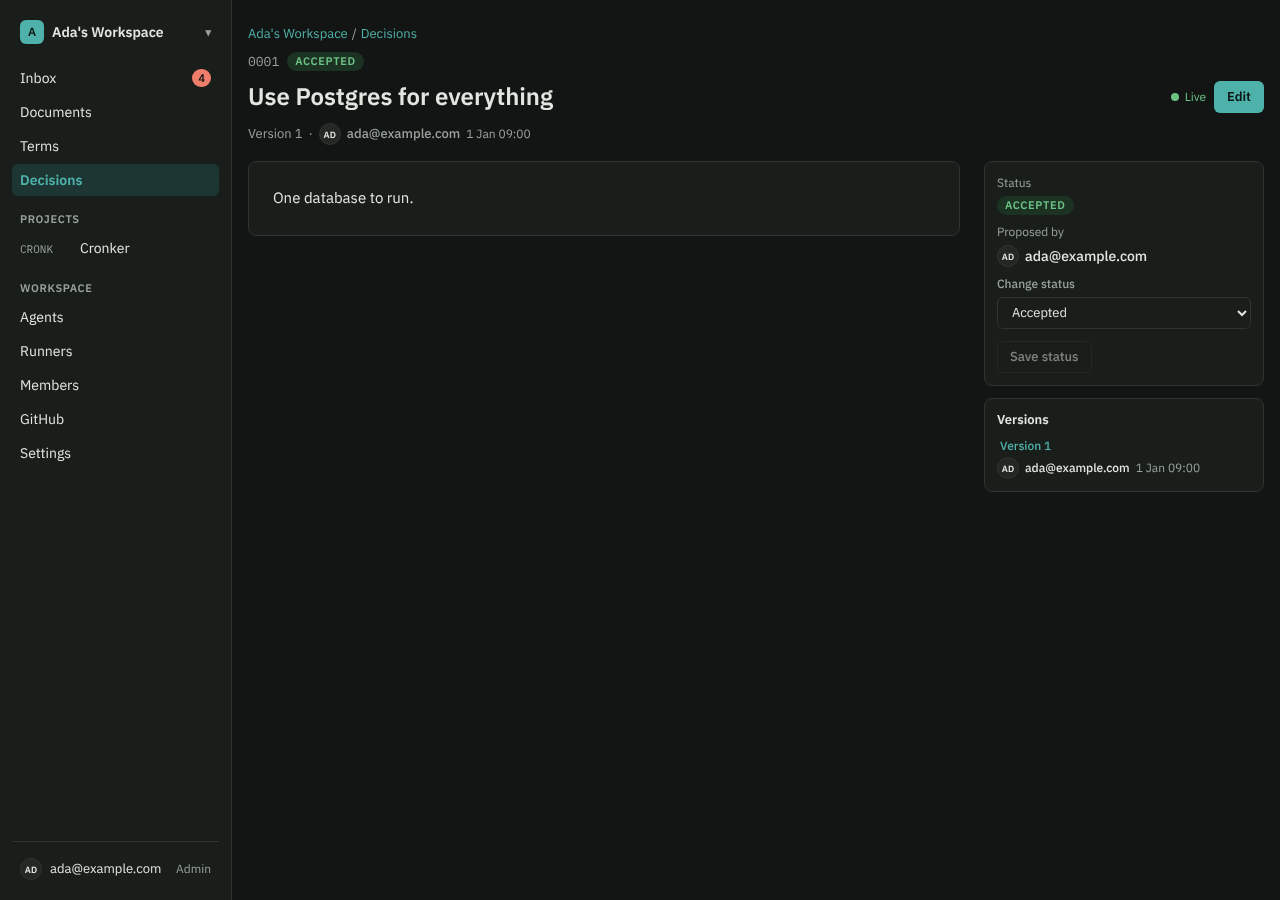 A Ada's Workspace ▾
Inbox 4
Documents
Terms
Decisions
PROJECTS
CRONK Cronker
WORKSPACE
Agents
Runners
Members
GitHub
Settings
AD ada@example.com Admin
Ada's Workspace / Decisions
0001 ACCEPTED
Use Postgres for everything
Live Edit
Version 1 · AD ada@example.com 1 Jan 09:00
One database to run.
Status
ACCEPTED
Proposed by
AD ada@example.com
Change status
Accepted
Save status
Versions
Version 1
AD ada@example.com 1 Jan 09:00